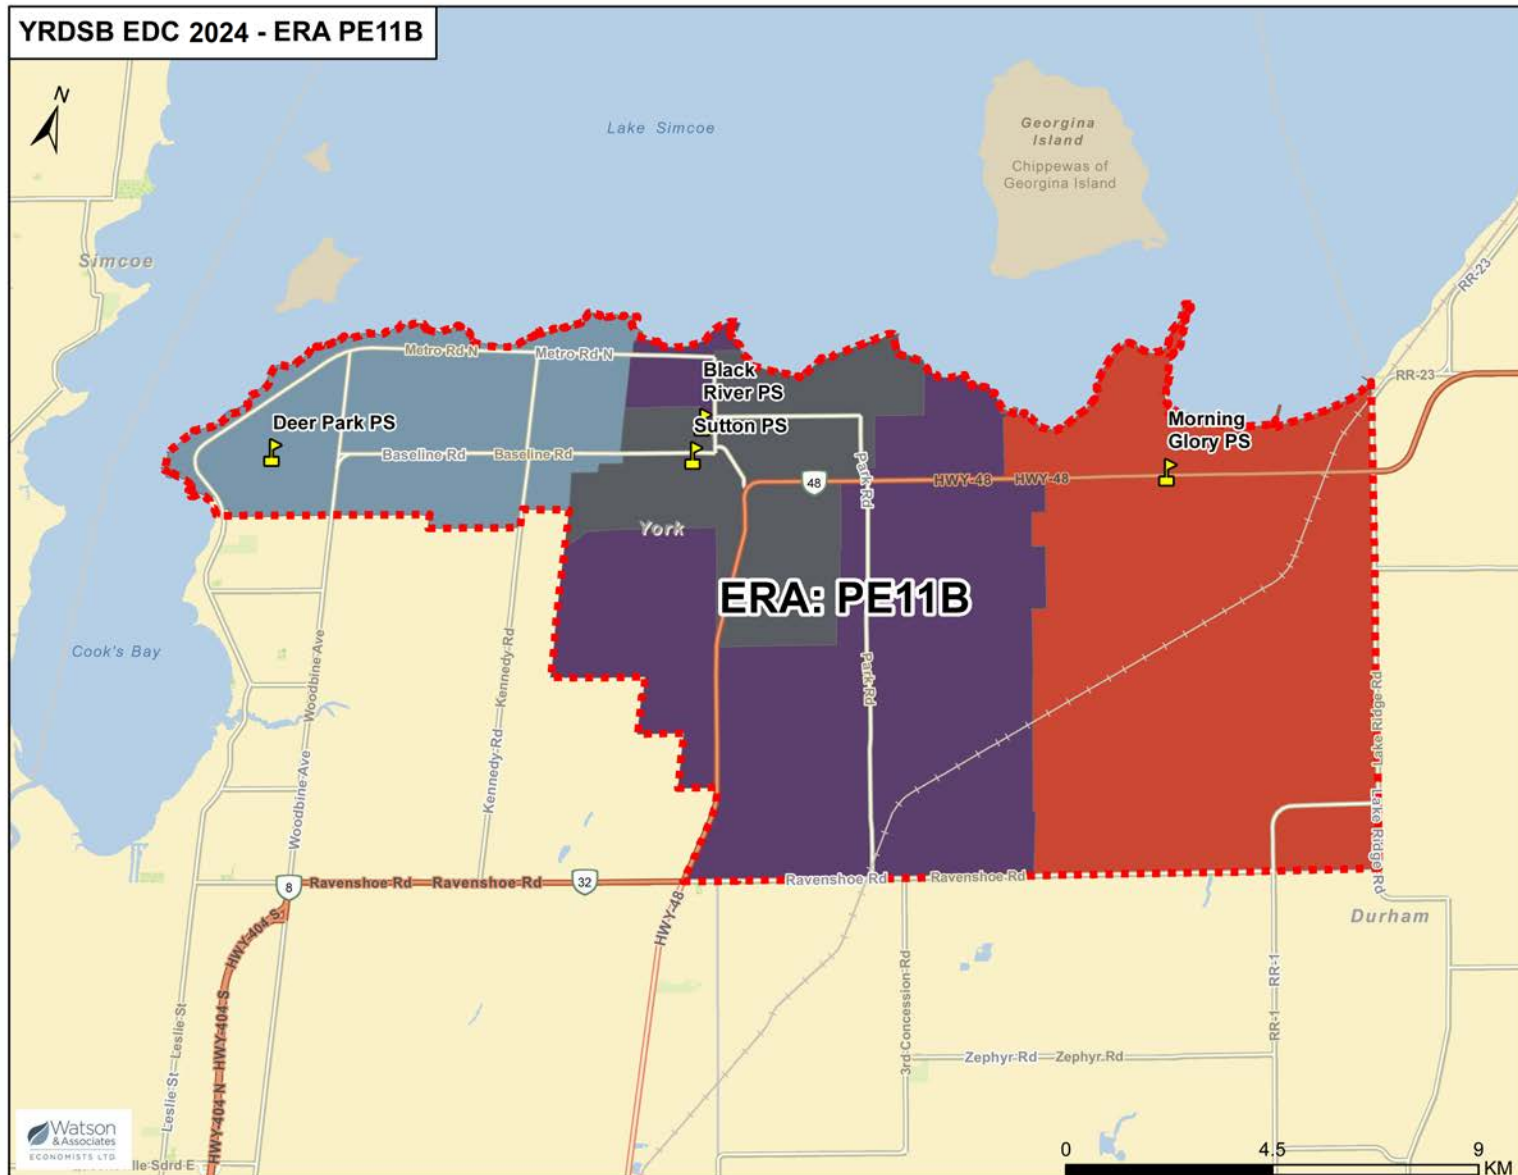 YRDSB EDC 2024 - ERA PE11B
N
Lake Simcoe
Georgina
Island
Chippewas of
Georgina Island
Simcoe
RR-23
Metro Rd N
Metro Rd N
RR-23
Black
River PS
Deer Park PS
Sutton PS
Morning
Glory PS
Baseline Rd
Baseline Rd
Park Rd
48
HWY-48
HWY-48
York
ERA: PE11B
Cook's Bay
Woodbine Ave
Kennedy Rd
Park Rd
Lake Ridge Rd
Woodbine Ave
Kennedy Rd
Lake Ridge Rd
8
Ravenshoe Rd
Ravenshoe Rd
32
Ravenshoe Rd
Ravenshoe Rd
HWY-404 S
HWY-48
Durham
3rd Concession Rd
RR-1
RR-1
Leslie St
Leslie St
HWY-404 S
HWY-404 N
Zephyr Rd
Zephyr Rd
Watson
& Associates
ECONOMISTS LTD
Sdrd E
0
4.5
9
KM